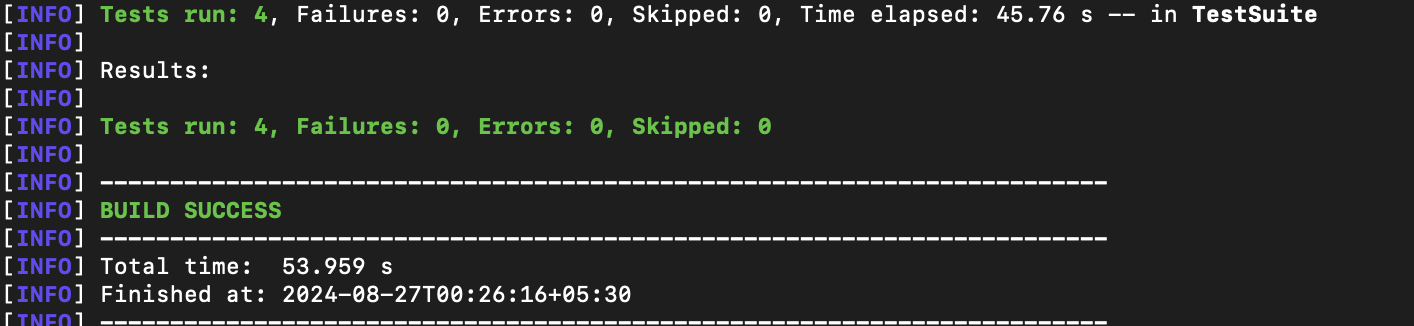 [INFO] Tests run: 4, Failures: 0, Errors: 0, Skipped: 0, Time elapsed: 45.76 s -- in TestSuite
[INFO]
[INFO] Results:
[INFO]
[INFO] Tests run: 4, Failures: 0, Errors: 0, Skipped: 0
[INFO]
[INFO] ------------------------------------------------------------------------
[INFO] BUILD SUCCESS
[INFO] ------------------------------------------------------------------------
[INFO] Total time:  53.959 s
[INFO] Finished at: 2024-08-27T00:26:16+05:30
[INFO] ------------------------------------------------------------------------